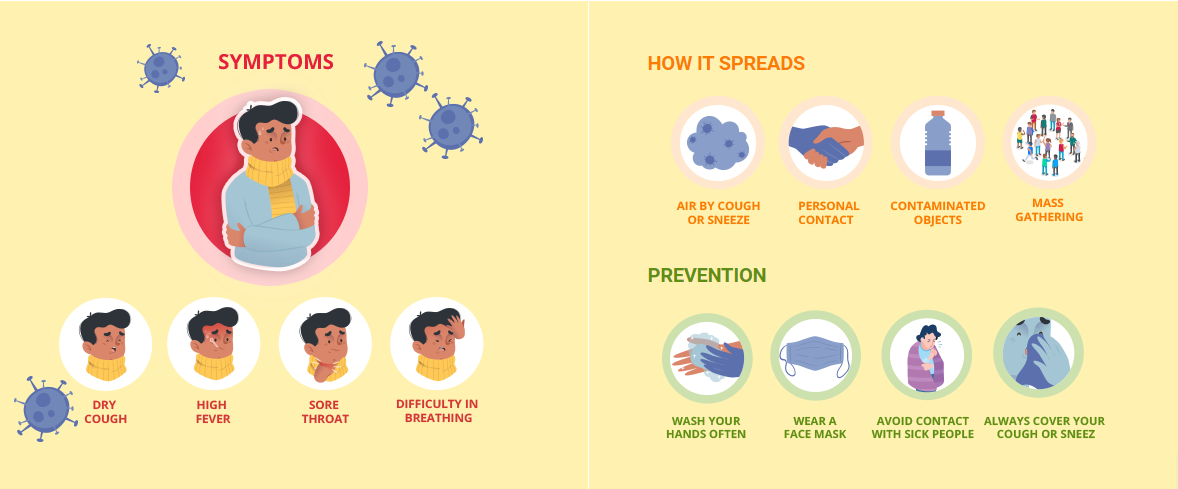 SYMPTOMS
DRY
COUGH
HIGH
FEVER
SORE
THROAT
DIFFICULTY IN
BREATHING
HOW IT SPREADS
AIR BY COUGH
OR SNEEZE
PERSONAL
CONTACT
CONTAMINATED
OBJECTS
MASS
GATHERING
PREVENTION
WASH YOUR
HANDS OFTEN
WEAR A
FACE MASK
AVOID CONTACT
WITH SICK PEOPLE
ALWAYS COVER YOUR
COUGH OR SNEEZ